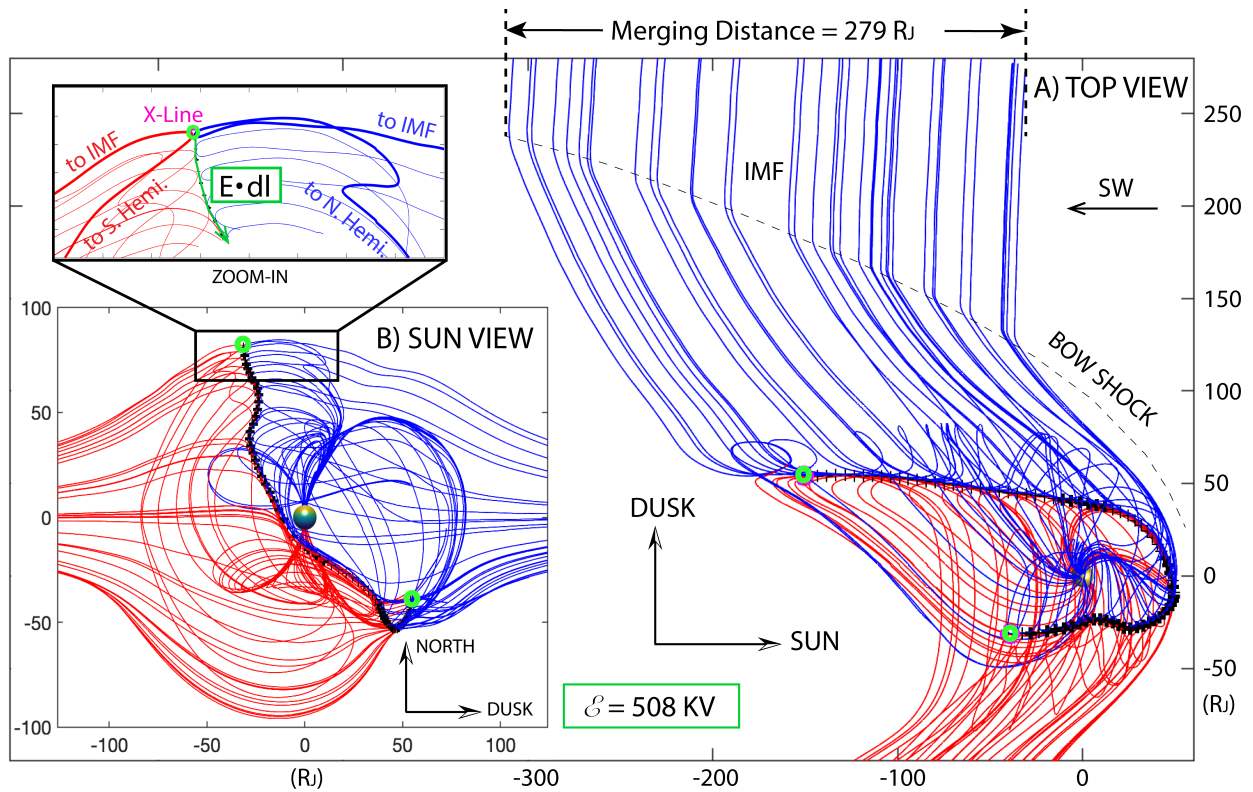 Merging Distance = 279 RJ
A) TOP VIEW
X-Line
to IMF
to IMF
E•dl
to S. Hemi.
to N. Hemi.
ZOOM-IN
IMF
SW
BOW SHOCK
250
200
150
100
50
0
-50
(RJ)
B) SUN VIEW
100
50
0
-50
-100
NORTH
DUSK
-100
-50
0
50
100
(RJ)
DUSK
SUN
ℰ = 508 KV
-300
-200
-100
0